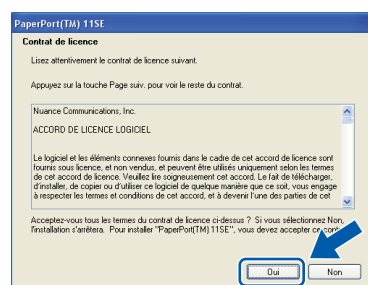 PaperPort(TM) 11SE
Contrat de licence
Lisez attentivement le contrat de licence suivant.
Appuyez sur la touche Page suiv. pour voir le reste du contrat.
Nuance Communications, Inc.
ACCORD DE LICENCE LOGICIEL
Le logiciel et les éléments connexes fournis dans le cadre de cet accord de licence sont
fournis sous licence, et non vendus, et peuvent être utilisés uniquement selon les termes
de cet accord de licence. Veuillez lire soigneusement cet accord. Le fait de télécharger,
d'installer, de copier ou d'utiliser ce logiciel de quelque manière que ce soit, vous engage
à respecter les termes et conditions de cet accord, et à devenir l'une des parties de cet
Acceptez-vous tous les termes du contrat de licence ci-dessus ? Si vous sélectionnez Non,
l'installation s'arrêtera. Pour installer "PaperPort(TM) 11SE", vous devez accepter ce
Oui
Non